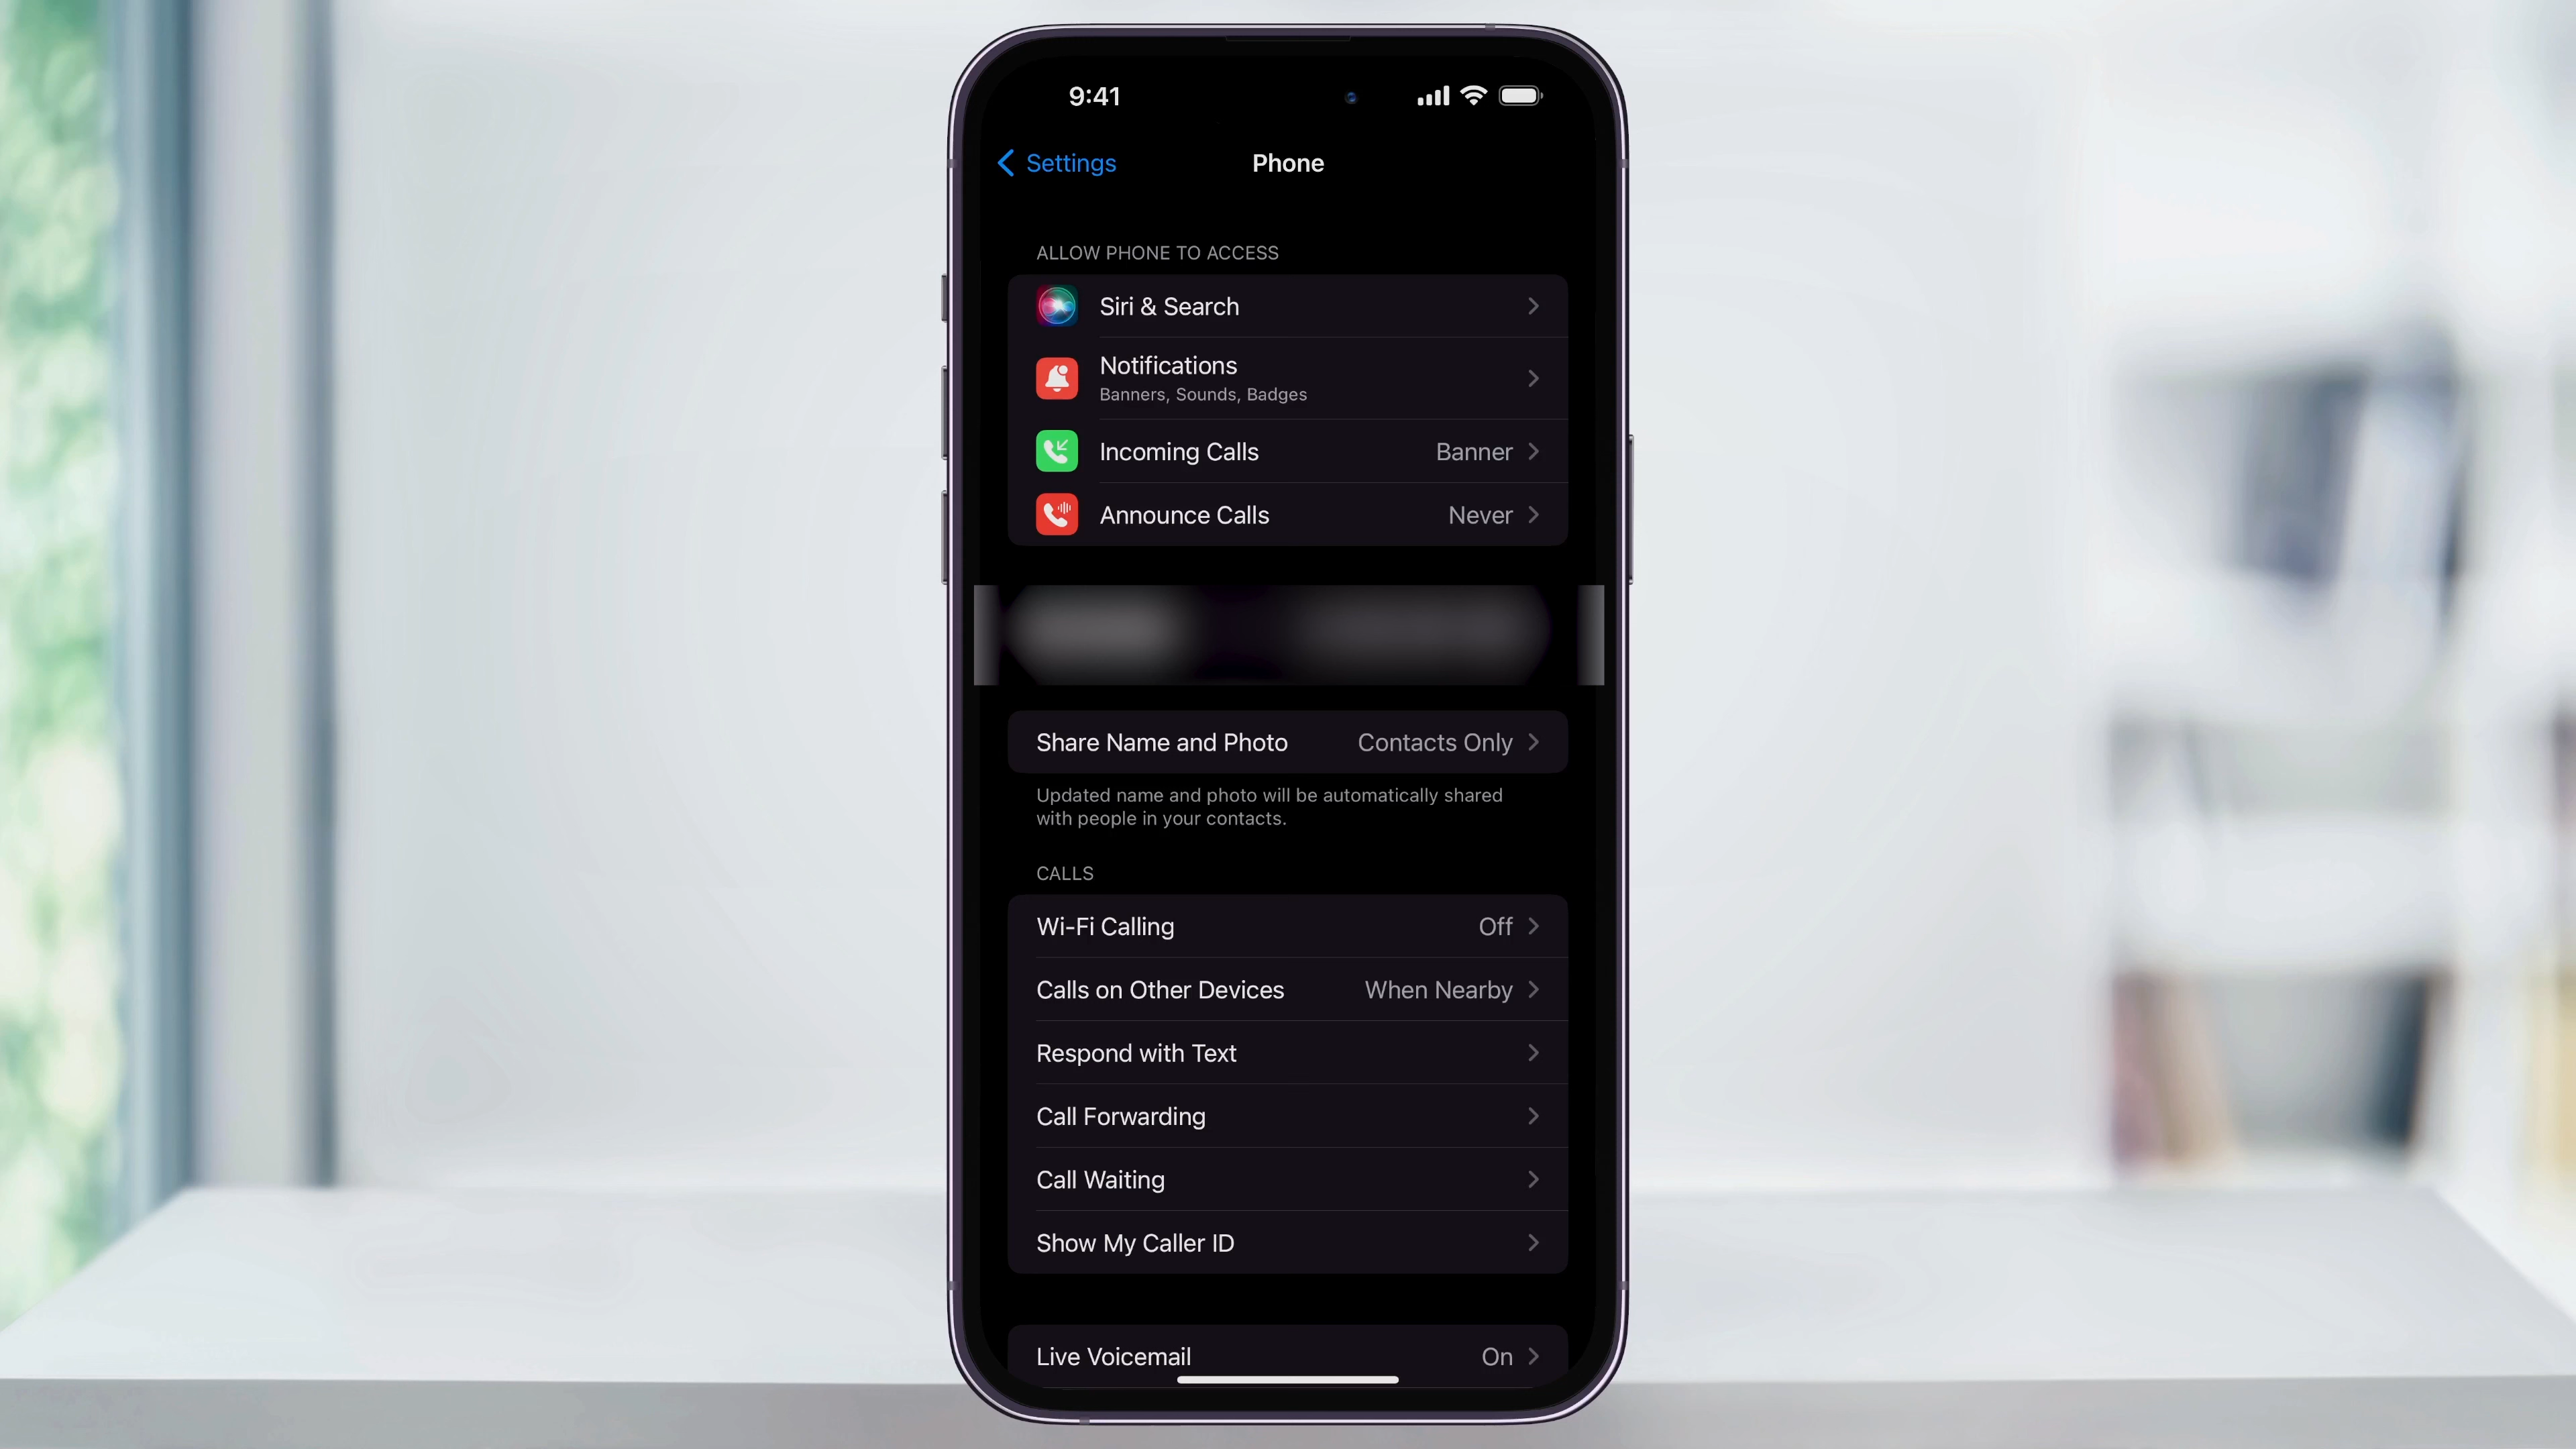 9:41
Settings
Phone
ALLOW PHONE TO ACCESS
Siri & Search
Notifications
Banners, Sounds, Badges
Incoming Calls Banner
Announce Calls Never
Share Name and Photo Contacts Only
Updated name and photo will be automatically shared
with people in your contacts.
CALLS
Wi-Fi Calling Off
Calls on Other Devices When Nearby
Respond with Text
Call Forwarding
Call Waiting
Show My Caller ID
Live Voicemail On